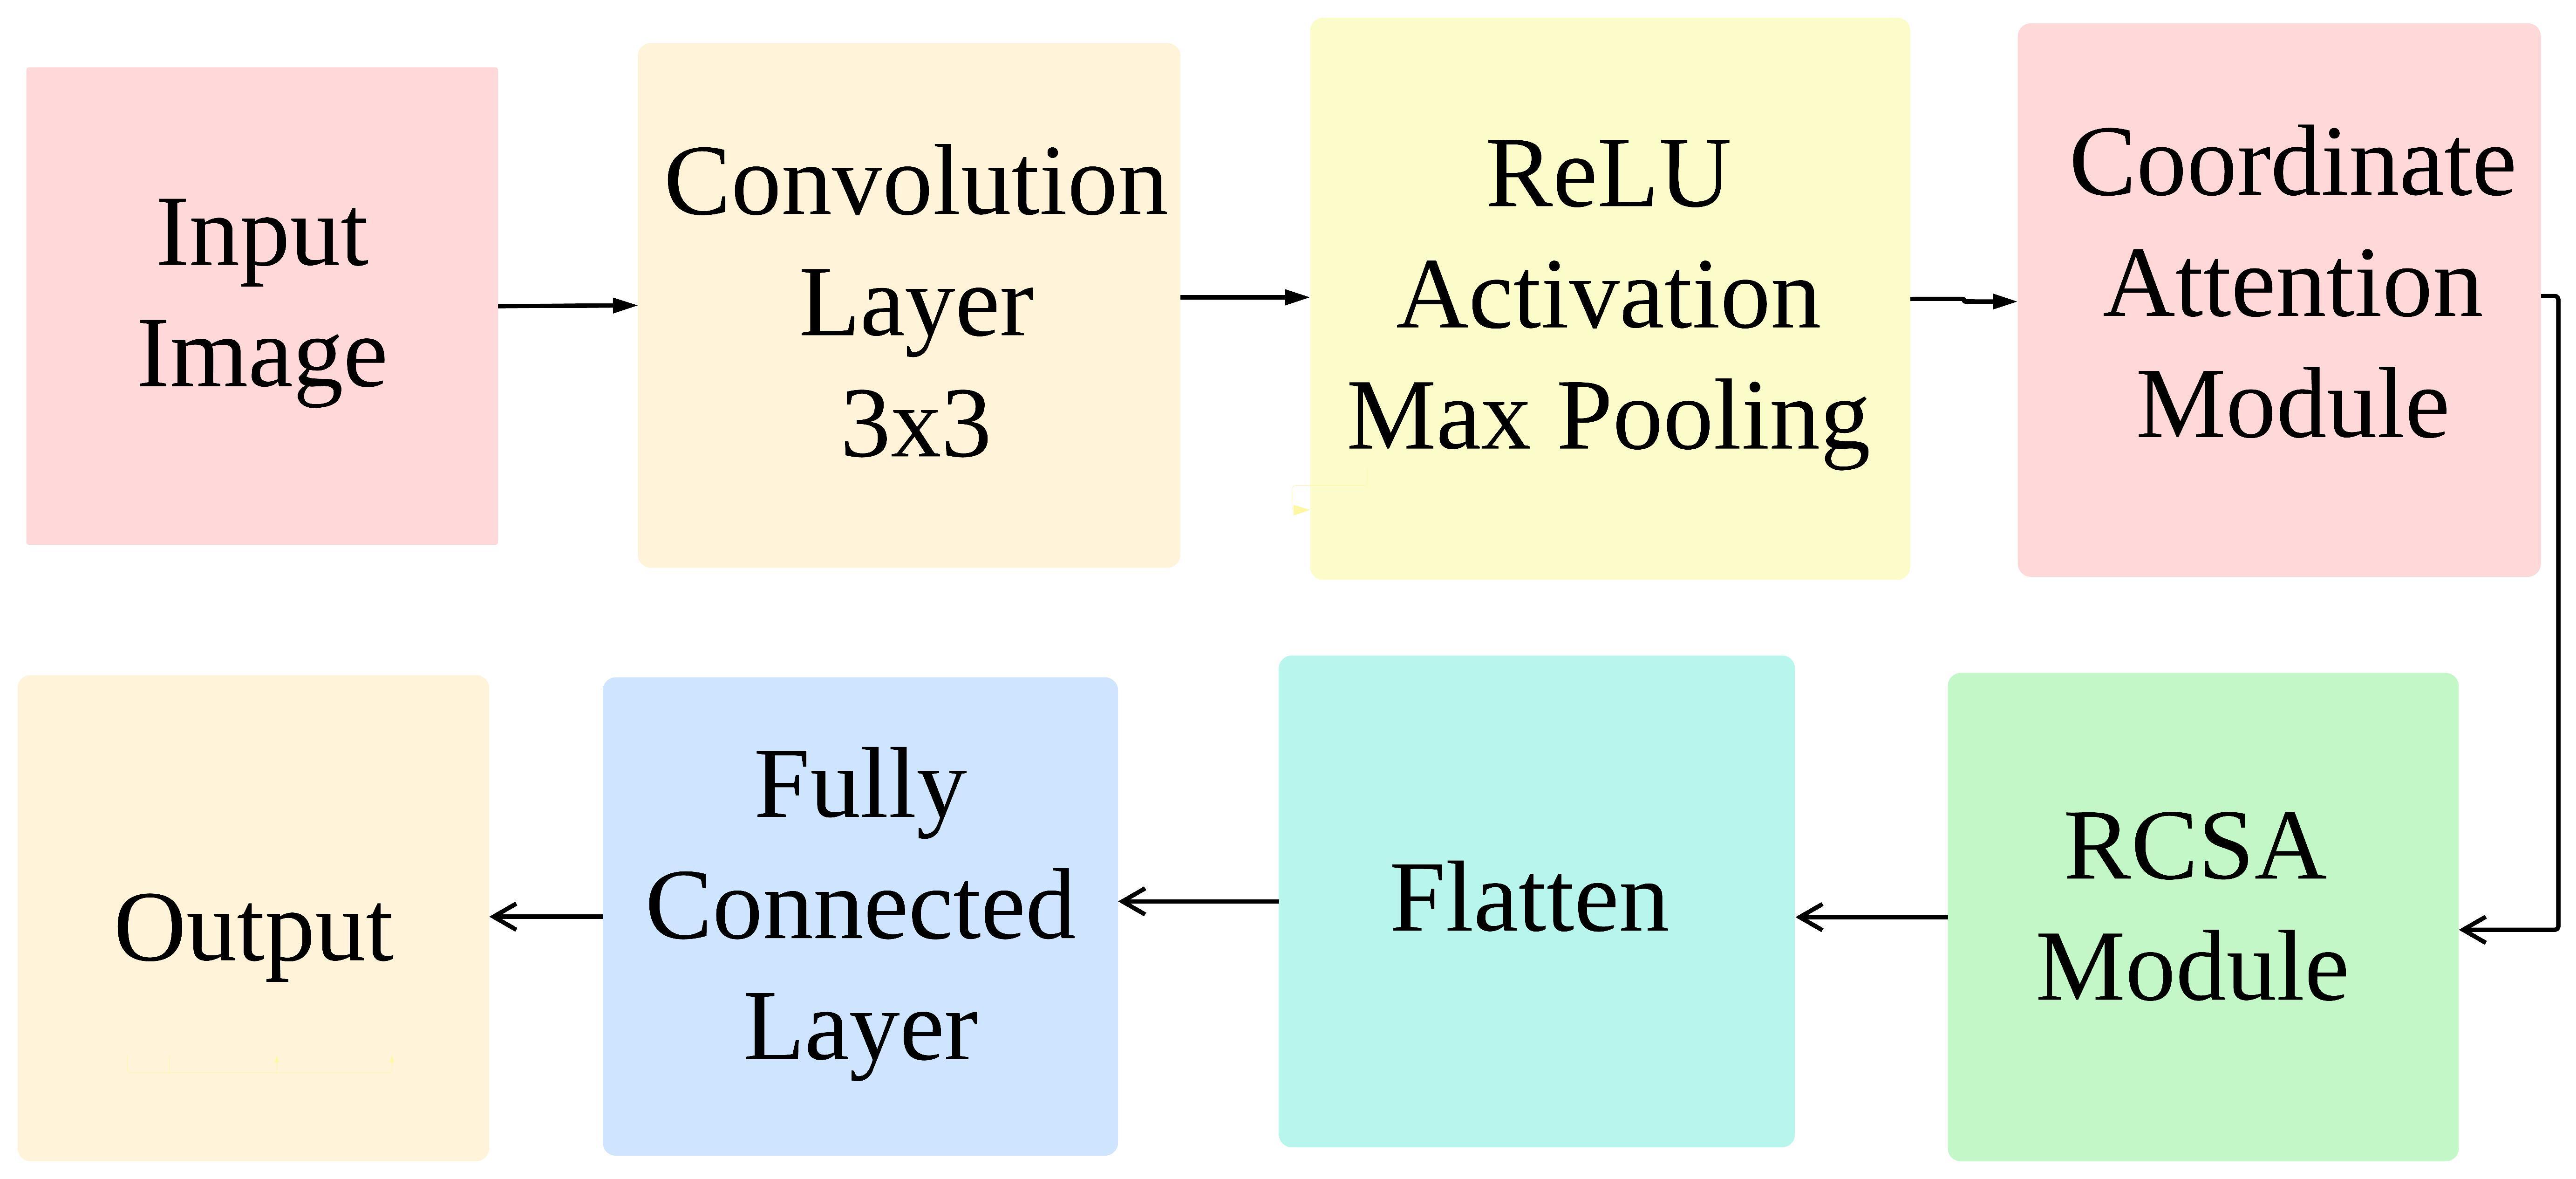 Input
Image
Convolution
Layer
3x3
ReLU
Activation
Max Pooling
Coordinate
Attention
Module
RCSA
Module
Flatten
Fully
Connected
Layer
Output